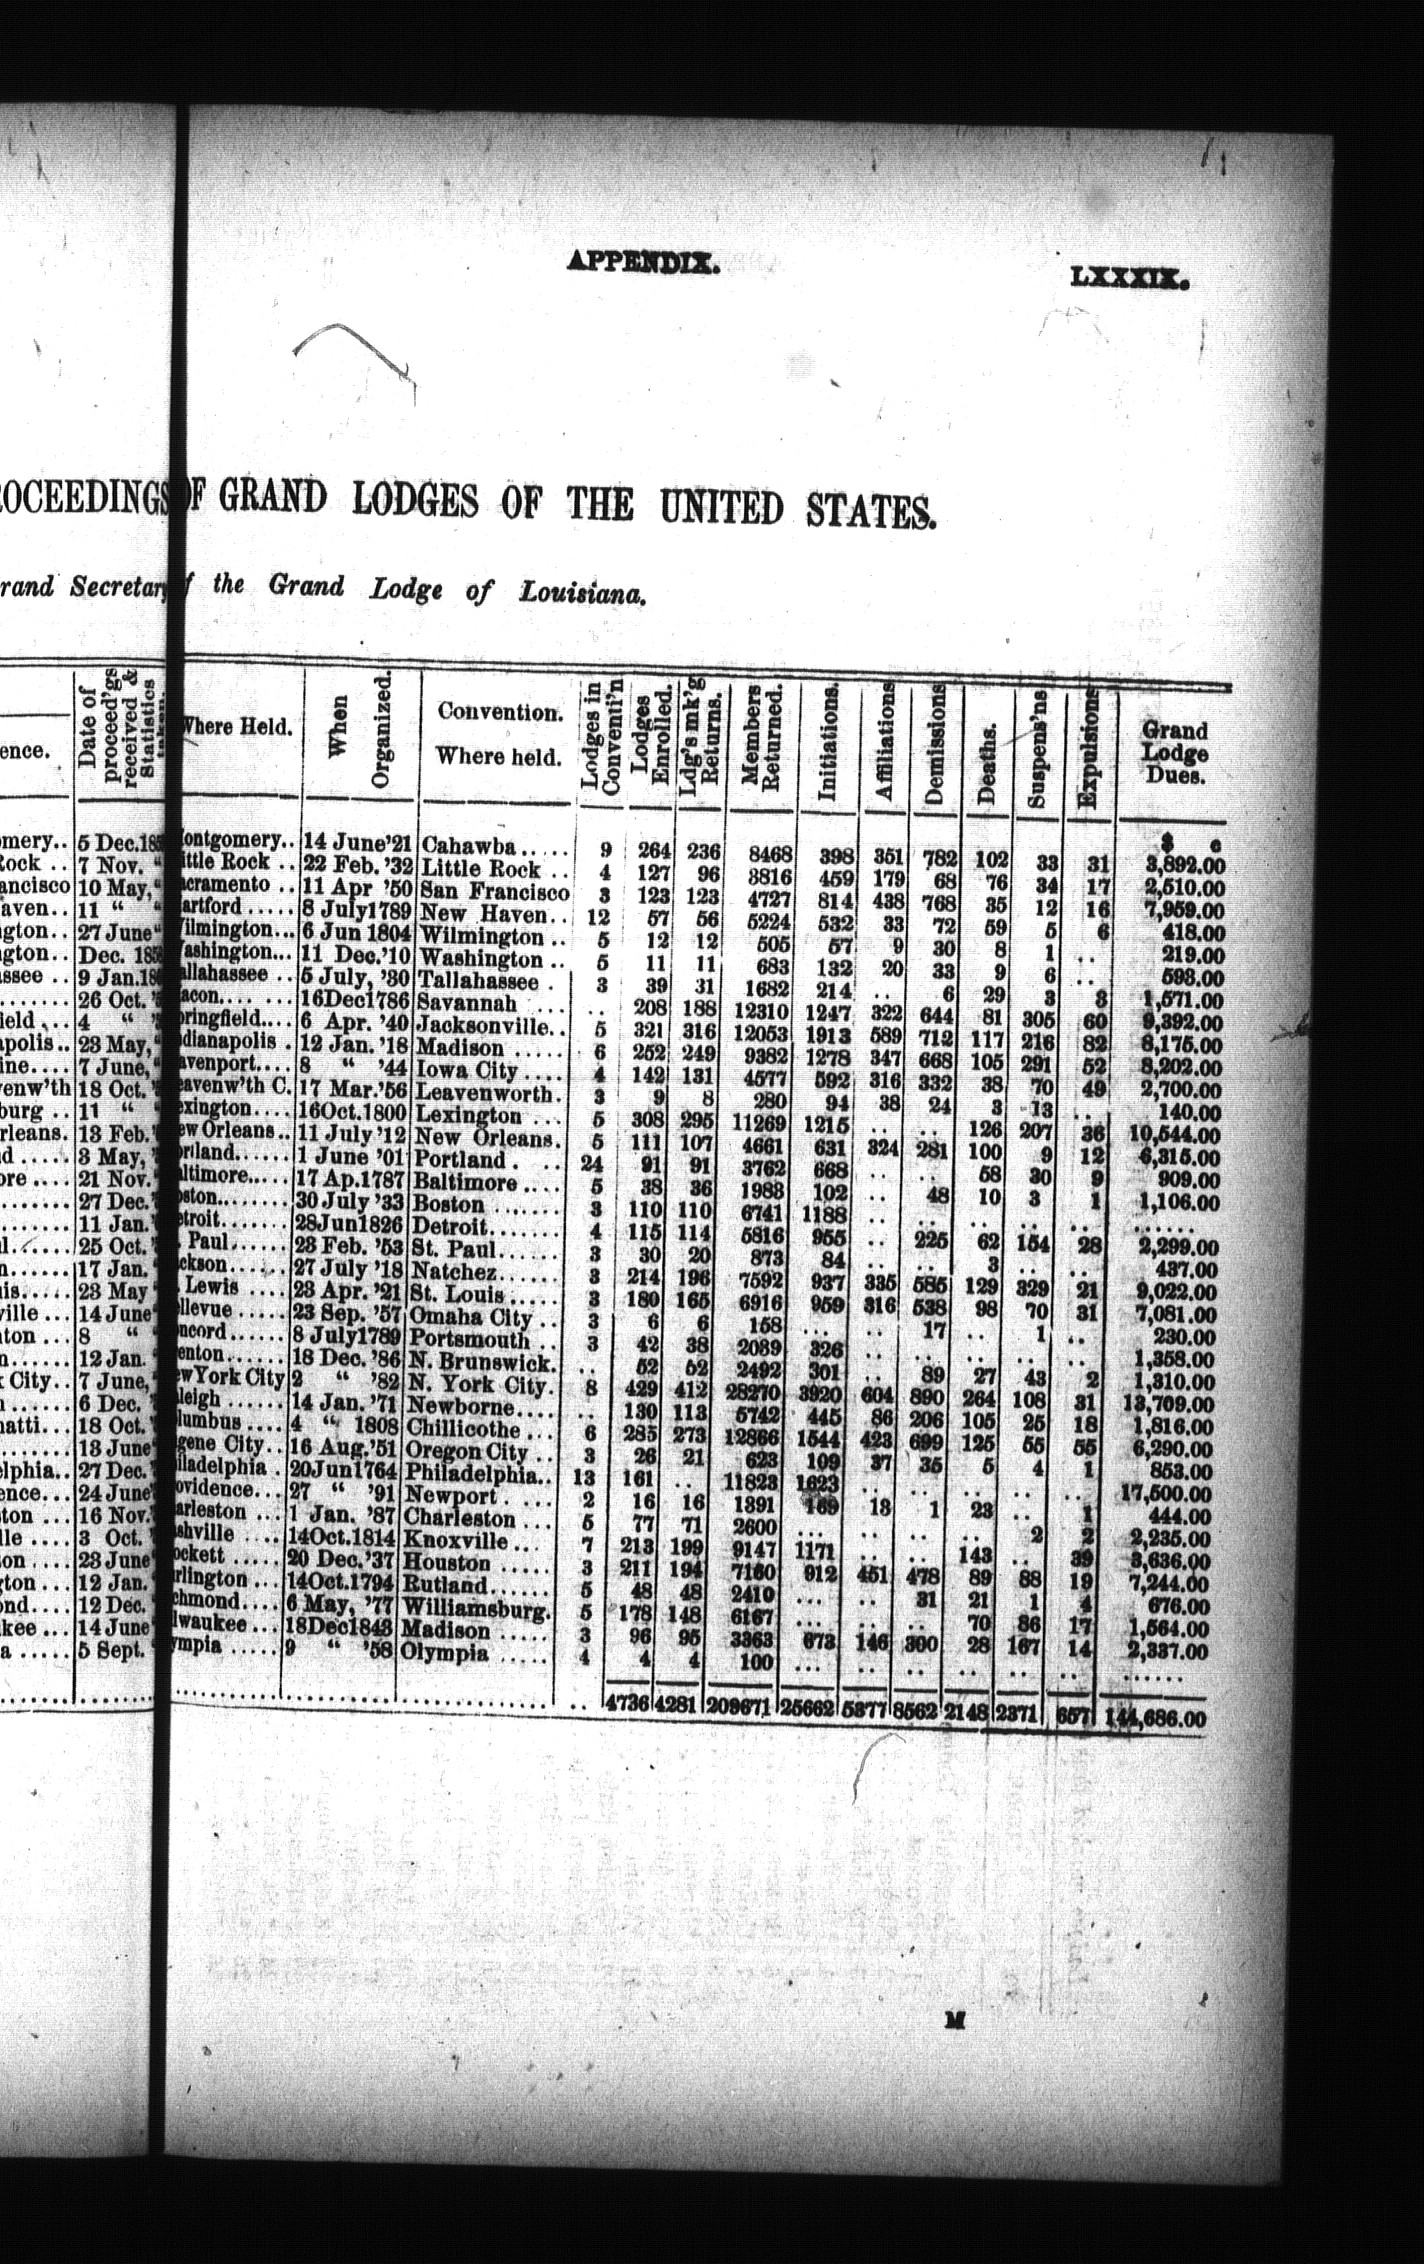 APPENDIX.
LXXXIX.
ROCEEDINGS OF GRAND LODGES OF THE UNITED STATES.
rand Secretary f the Grand Lodge of Louisiana.
ence. Date of proceed'gs received & Statistics taken. Where Held. When Organized. Convention. Where held. Lodges in Conventi'n Lodges Enrolled. Ldg's mk'g Returns. Members Returned. Initiations. Affiliations Demissions Deaths. Suspens'ns Expulsions Grand Lodge Dues.
$ c
omery.. 5 Dec.185 ontgomery.. 14 June'21 Cahawba..... 9 264 236 8468 398 351 782 102 33 31 3,892.00
Rock .. 7 Nov. “ ittle Rock .. 22 Feb. '32 Little Rock .. 4 127 96 3816 459 179 68 76 34 17 2,510.00
ancisco 10 May, “ acramento .. 11 Apr '50 San Francisco 3 123 123 4727 814 438 768 35 12 16 7,959.00
aven.. 11 “ “ artford ..... 8 July1789 New Haven.. 12 57 56 5224 532 33 72 59 5 6 418.00
gton.. 27 June “ Wilmington... 6 Jun 1804 Wilmington .. 5 12 12 505 57 9 30 8 1 .. 219.00
gton.. Dec. 185 ashington... 11 Dec.'10 Washington .. 5 11 11 683 132 20 33 9 6 .. 598.00
assee .. 9 Jan.18 allahassee .. 5 July, '30 Tallahassee . 3 39 31 1682 214 .. 6 29 3 3 1,571.00
....... 26 Oct. ' acon....... 16Dec1786 Savannah .... .. 208 188 12310 1247 322 644 81 305 60 9,392.00
ield ... 4 “ ' pringfield.... 6 Apr. '40 Jacksonville.. 5 321 316 12053 1913 589 712 117 216 82 8,175.00
apolis.. 23 May, “ dianapolis . 12 Jan. '18 Madison ..... 6 252 249 9382 1278 347 668 105 291 52 8,202.00
ine.... 7 June, “ avenport.... 8 “ '44 Iowa City .... 4 142 131 4577 592 316 332 38 70 49 2,700.00
venw'th 18 Oct. ' eavenw'th C. 17 Mar.'56 Leavenworth. 3 9 8 280 94 38 24 3 13 .. 140.00
burg .. 11 “ “ exington.... 16Oct.1800 Lexington ... 5 308 295 11269 1215 .. .. 126 207 36 10,544.00
rleans. 13 Feb. ' ew Orleans.. 11 July '12 New Orleans. 5 111 107 4661 631 324 281 100 9 12 6,315.00
d ..... 3 May, ' ortland...... 1 June '01 Portland . .. 24 91 91 3762 668 .. .. 58 30 9 909.00
ore .... 21 Nov. ' altimore..... 17 Ap.1787 Baltimore .... 5 38 36 1983 102 .. 48 10 3 1 1,106.00
....... 27 Dec. ' oston........ 30 July '33 Boston ....... 3 110 110 6741 1188 .. .. .. .. .. ......
....... 11 Jan. ' etroit....... 28Jun1826 Detroit....... 4 115 114 5816 955 .. 225 62 154 28 2,299.00
l...... 25 Oct. ' . Paul...... 23 Feb. '53 St. Paul...... 3 30 20 873 84 .. .. 3 .. .. 437.00
n...... 17 Jan. ' ckson...... 27 July '18 Natchez...... 3 214 196 7592 937 335 585 129 329 21 9,022.00
is..... 23 May ' . Lewis .... 23 Apr. '21 St. Louis..... 3 180 165 6916 959 316 538 98 70 31 7,081.00
ville ... 14 June ' llevue ..... 23 Sep. '57 Omaha City .. 3 6 6 158 ... .. 17 .. 1 .. 230.00
ton ... 8 “ “ oncord...... 8 July1789 Portsmouth .. 3 42 38 2089 326 .. .. .. .. .. 1,358.00
n...... 12 Jan. ' enton...... 18 Dec. '86 N. Brunswick. .. 52 52 2492 301 .. 89 27 43 2 1,310.00
k City.. 7 June, ' ew York City 2 “ '82 N. York City. 8 429 412 28270 3920 604 890 264 108 31 13,709.00
n ...... 6 Dec. ' leigh ...... 14 Jan. '71 Newborne.... .. 130 113 5742 445 86 206 105 25 18 1,816.00
natti... 18 Oct. ' lumbus .... 4 “ 1808 Chillicothe ... 6 285 273 12866 1544 423 699 125 55 55 6,290.00
....... 13 June ' gene City.. 16 Aug.'51 Oregon City .. 3 26 21 623 109 37 35 5 4 1 853.00
elphia.. 27 Dec. ' iladelphia . 20Jun1764 Philadelphia.. 13 161 .. 11823 1623 .. .. .. .. .. 17,500.00
ence... 24 June ' ovidence... 27 “ '91 Newport . ... 2 16 16 1391 169 18 1 23 .. 1 444.00
ton ... 16 Nov. ' arleston ... 1 Jan. '87 Charleston ... 5 77 71 2600 ... .. .. .. 2 2 2,235.00
lle .... 3 Oct. ' shville .... 14Oct.1814 Knoxville ... 7 213 199 9147 1171 .. .. 143 .. 39 3,636.00
on .... 23 June ' ockett ..... 20 Dec.'37 Houston ..... 3 211 194 7160 912 451 478 89 88 19 7,244.00
gton ... 12 Jan. ' rlington ... 14Oct.1794 Rutland...... 5 48 48 2410 ... .. 31 21 1 4 676.00
ond.... 12 Dec. ' chmond.... 6 May, '77 Williamsburg. 5 178 148 6167 ... .. .. 70 86 17 1,564.00
kee ... 14 June ' lwaukee ... 18Dec1843 Madison ..... 3 96 95 3363 673 146 300 28 167 14 2,337.00
a ..... 5 Sept. ' ympia ..... 9 “ '58 Olympia ..... 4 4 4 100 ... .. .. .. .. .. ......
.. 4736 4281 209671 25662 5377 8562 2148 2371 657 144,686.00
M